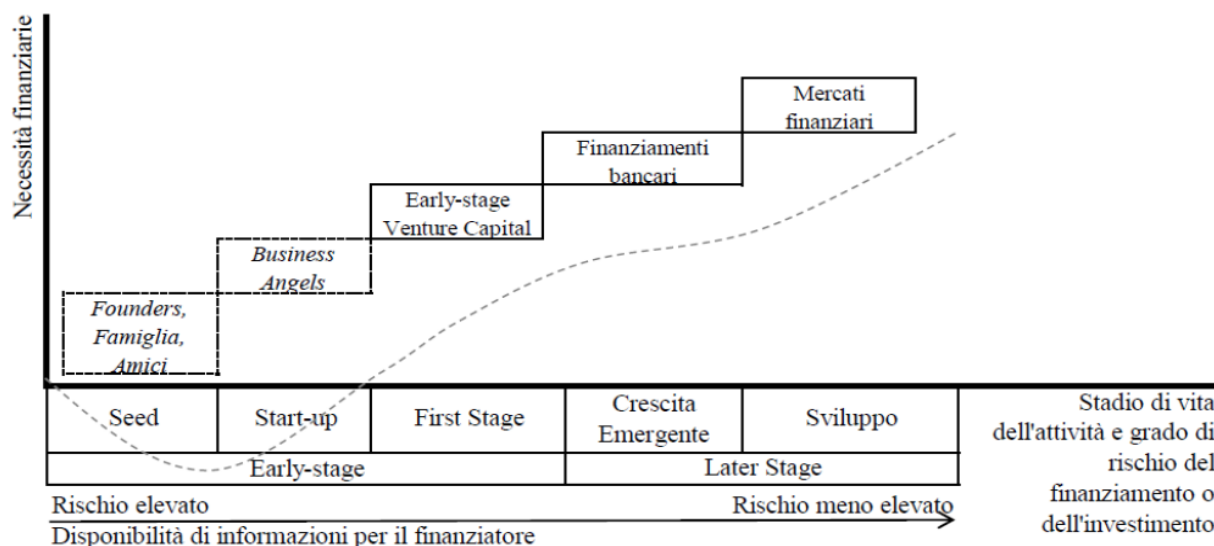 Necessità finanziarie
Mercati
finanziari
Finanziamenti
bancari
Early-stage
Venture Capital
Business
Angels
Founders,
Famiglia,
Amici
Seed
Start-up
First Stage
Crescita
Emergente
Sviluppo
Early-stage
Later Stage
Rischio elevato
Rischio meno elevato
Disponibilità di informazioni per il finanziatore
Stadio di vita
dell'attività e grado di
rischio del
finanziamento o
dell'investimento